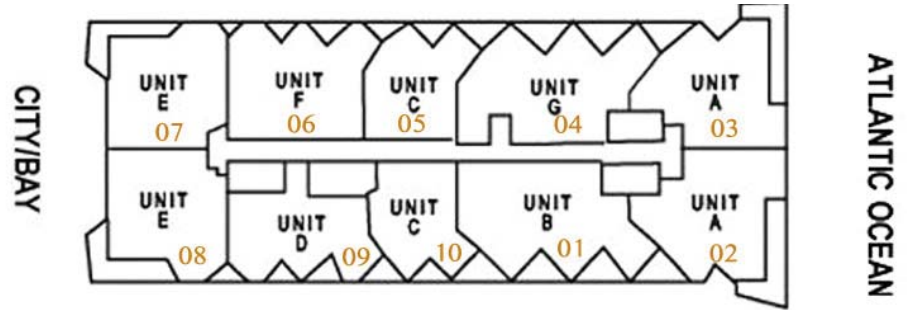 CITY/BAY
UNIT
E
07
UNIT
F
06
UNIT
C
05
UNIT
G
04
UNIT
A
03
UNIT
E
08
UNIT
D
09
UNIT
C
10
UNIT
B
01
UNIT
A
02
ATLANTIC OCEAN